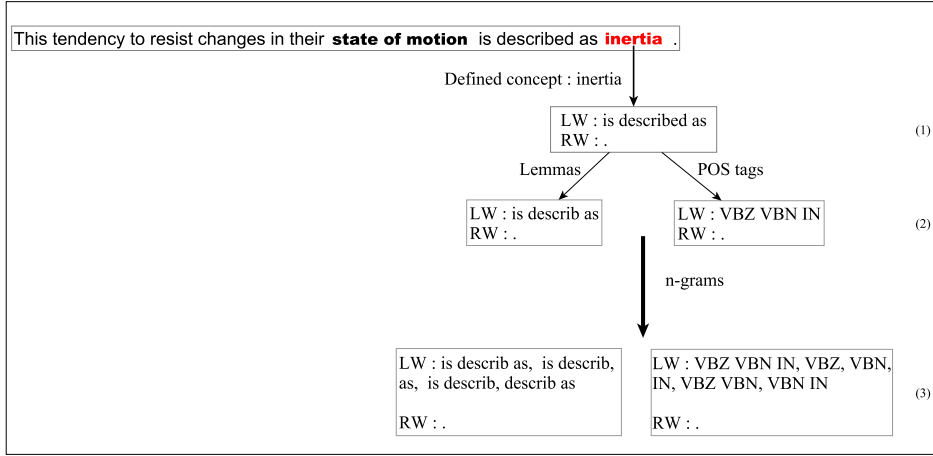 This tendency to resist changes in their state of motion is described as inertia .
Defined concept : inertia
LW : is described as
RW : .
(1)
Lemmas
POS tags
LW : is describ as
RW : .
LW : VBZ VBN IN
RW : .
(2)
n-grams
LW : is describ as, is describ,
as, is describ, describ as
RW : .
LW : VBZ VBN IN, VBZ, VBN,
IN, VBZ VBN, VBN IN
RW : .
(3)